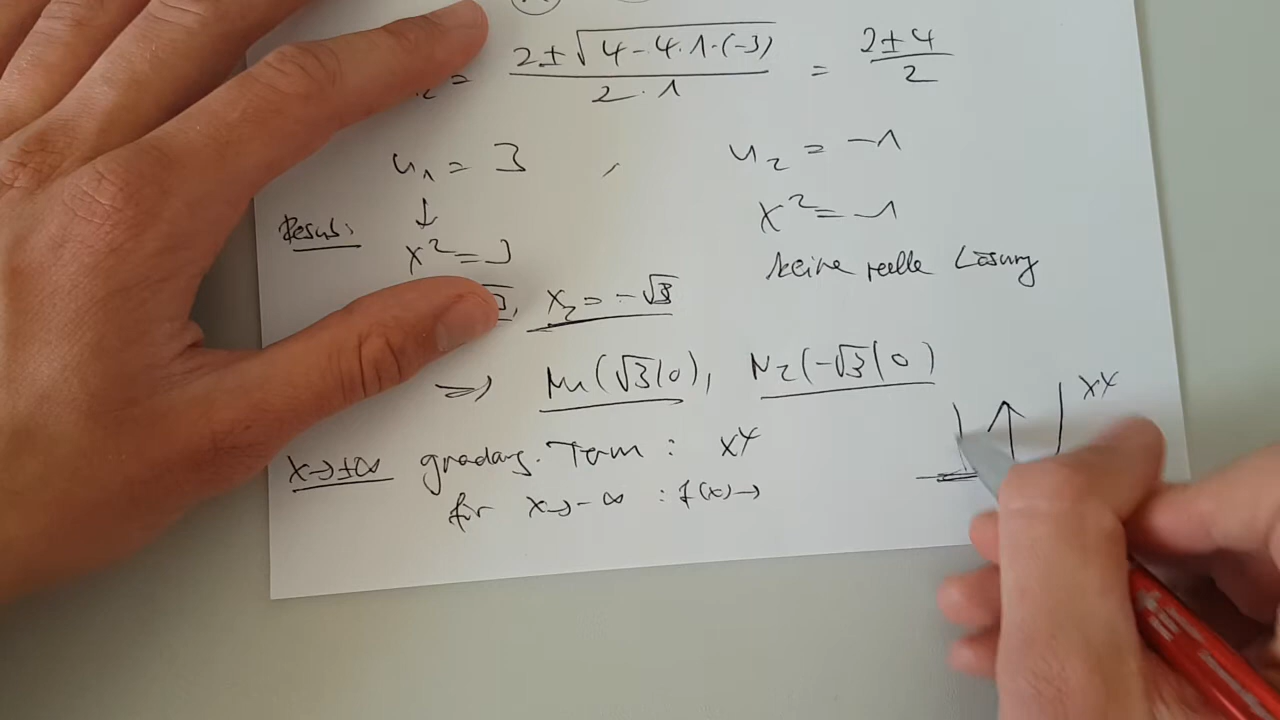 = 2 ± √4 - 4·1·(-3) / 2·1 = 2 ± 4 / 2
u₁ = 3 , u₂ = -1
Resub: ↓ x² = -1
x² = 3 keine reelle Lösung
x₂ = -√3
=> N₁(√3|0), N₂(-√3|0)
x→±∞ gradgrö. Term : x⁴
für x→-∞ : f(x)→
x⁴